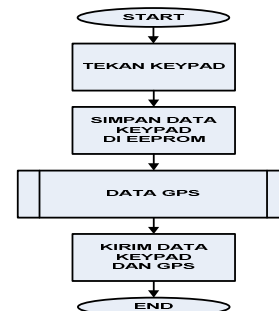 START
TEKAN KEYPAD
SIMPAN DATA
KEYPAD
DI EEPROM
DATA GPS
KIRIM DATA
KEYPAD
DAN GPS
END